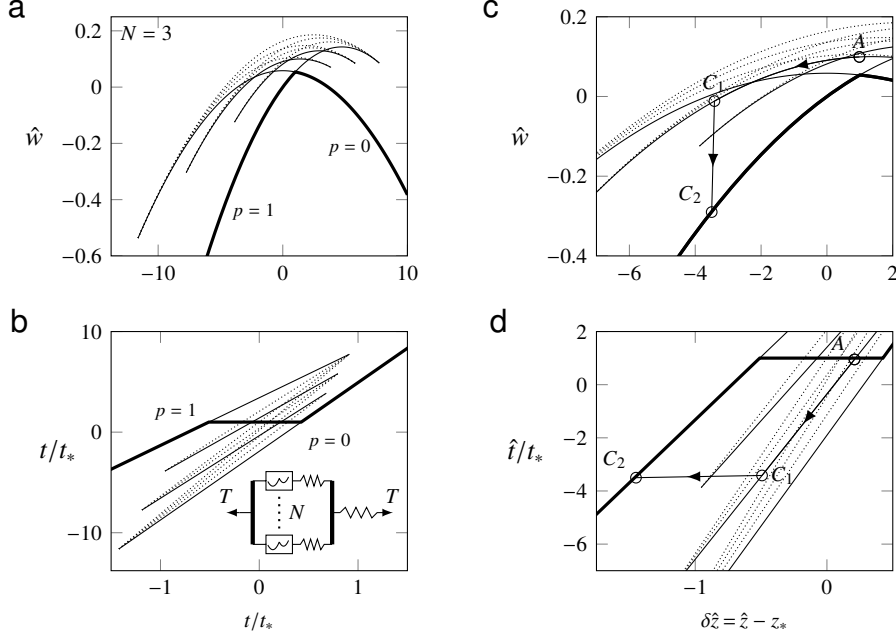 a
N = 3
0.2
0
−0.2
−0.4
−0.6
ŵ
p = 0
p = 1
−10
0
10
c
0.2
0
−0.2
−0.4
ŵ
A
C1
C2
−6
−4
−2
0
2
b
10
0
−10
t/t*
p = 1
p = 0
T
N
T
−1
0
1
t/t*
d
2
0
−2
−4
−6
t̂/t*
A
C2
C1
−1
0
δẑ = ẑ − z*